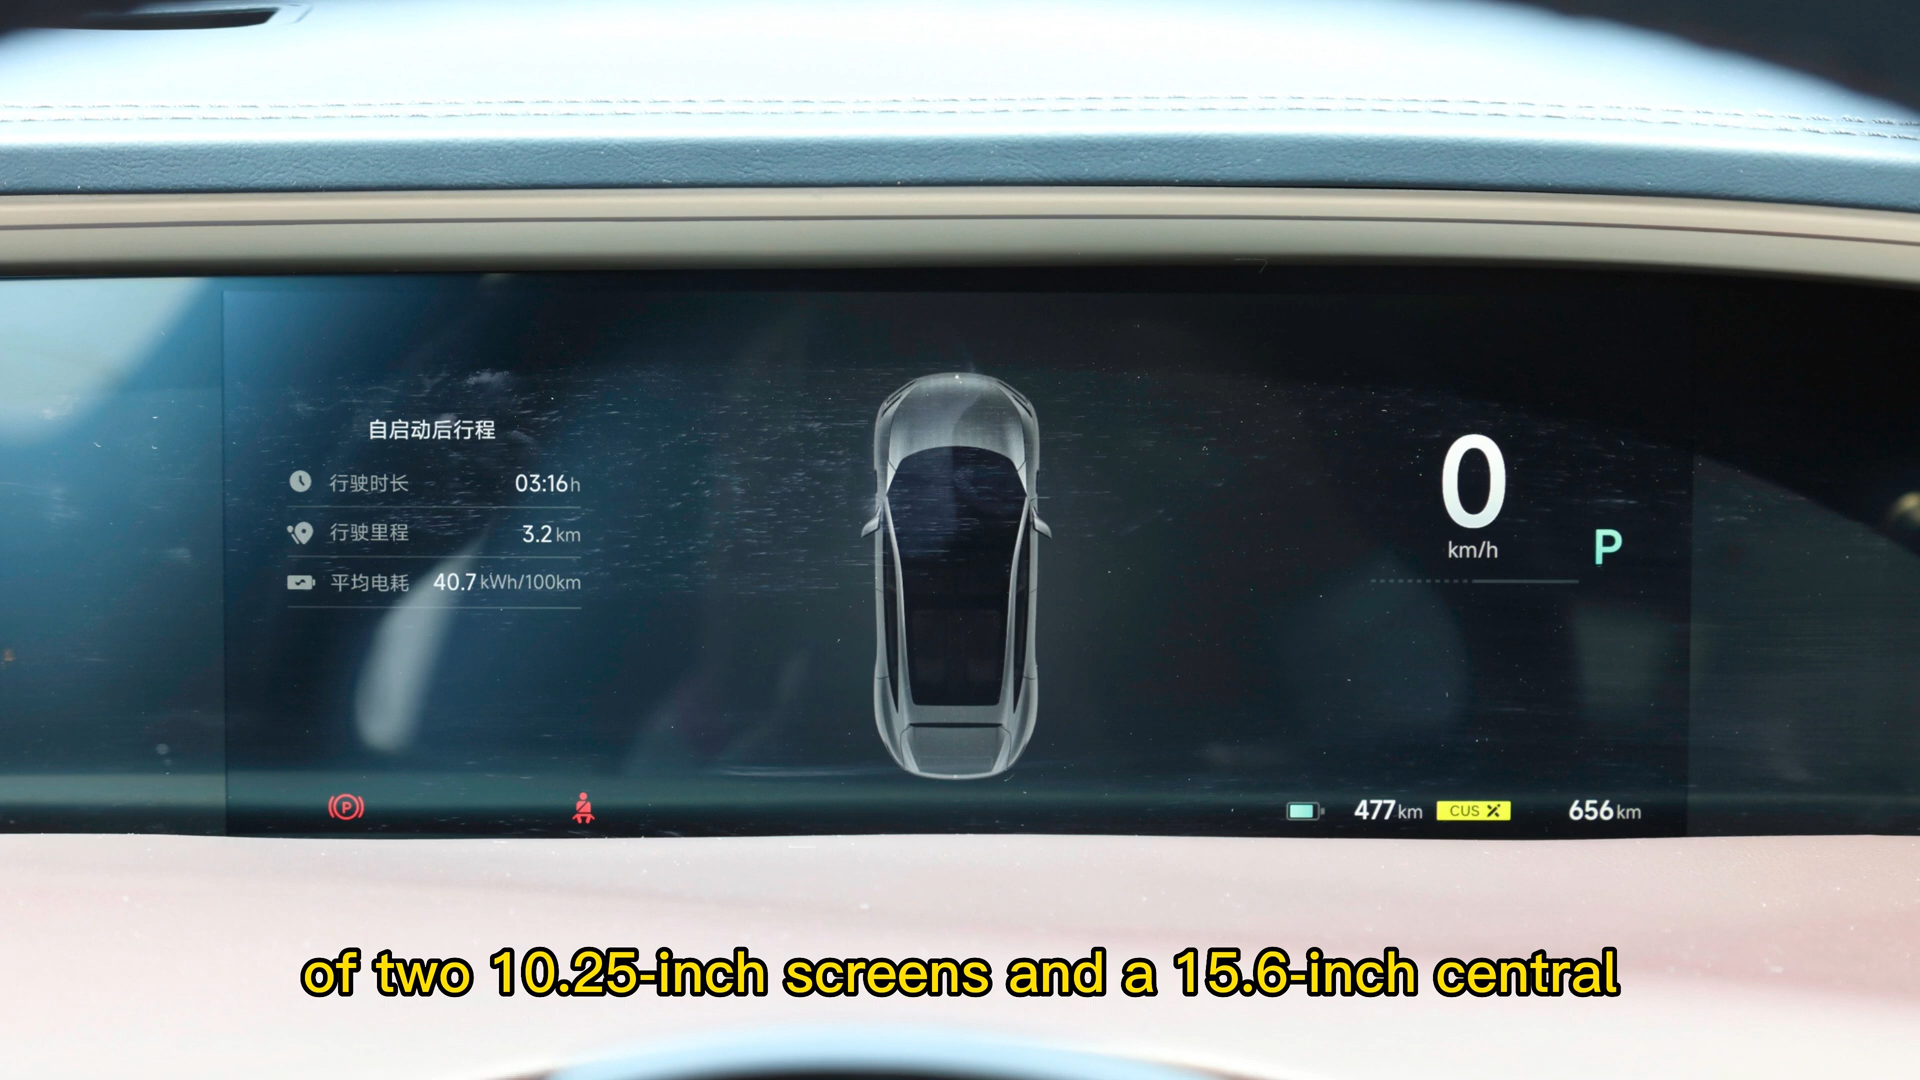 自启动后行程
行驶时长 03:16h
行驶里程 3.2km
平均电耗 40.7kWh/100km
0
km/h
P
P
477km CUS 656km
of two 10.25-inch screens and a 15.6-inch central